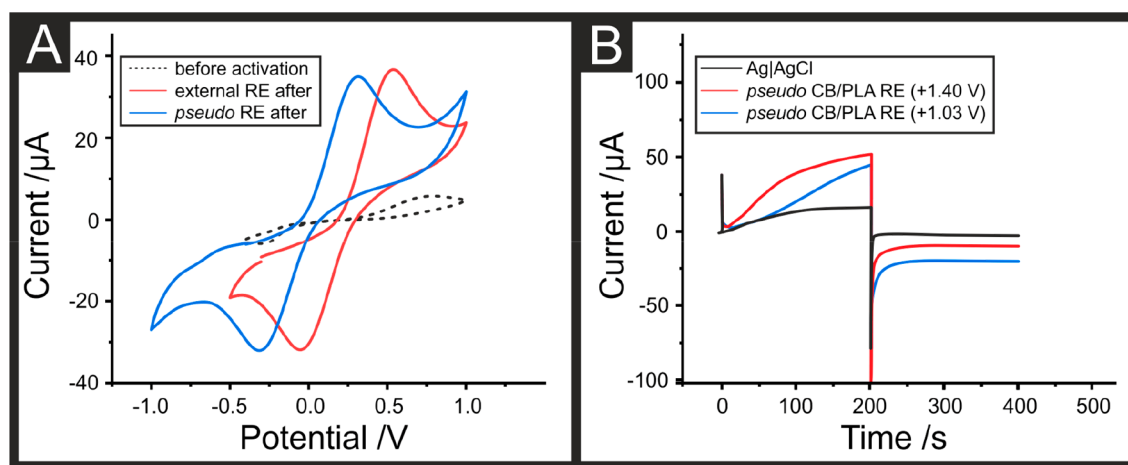 A
before activation
external RE after
pseudo RE after
Current /µA
40
20
0
-20
-40
-1.0
-0.5
0.0
0.5
1.0
Potential /V
B
Ag|AgCl
pseudo CB/PLA RE (+1.40 V)
pseudo CB/PLA RE (+1.03 V)
Current /µA
100
50
0
-50
-100
0
100
200
300
400
500
Time /s